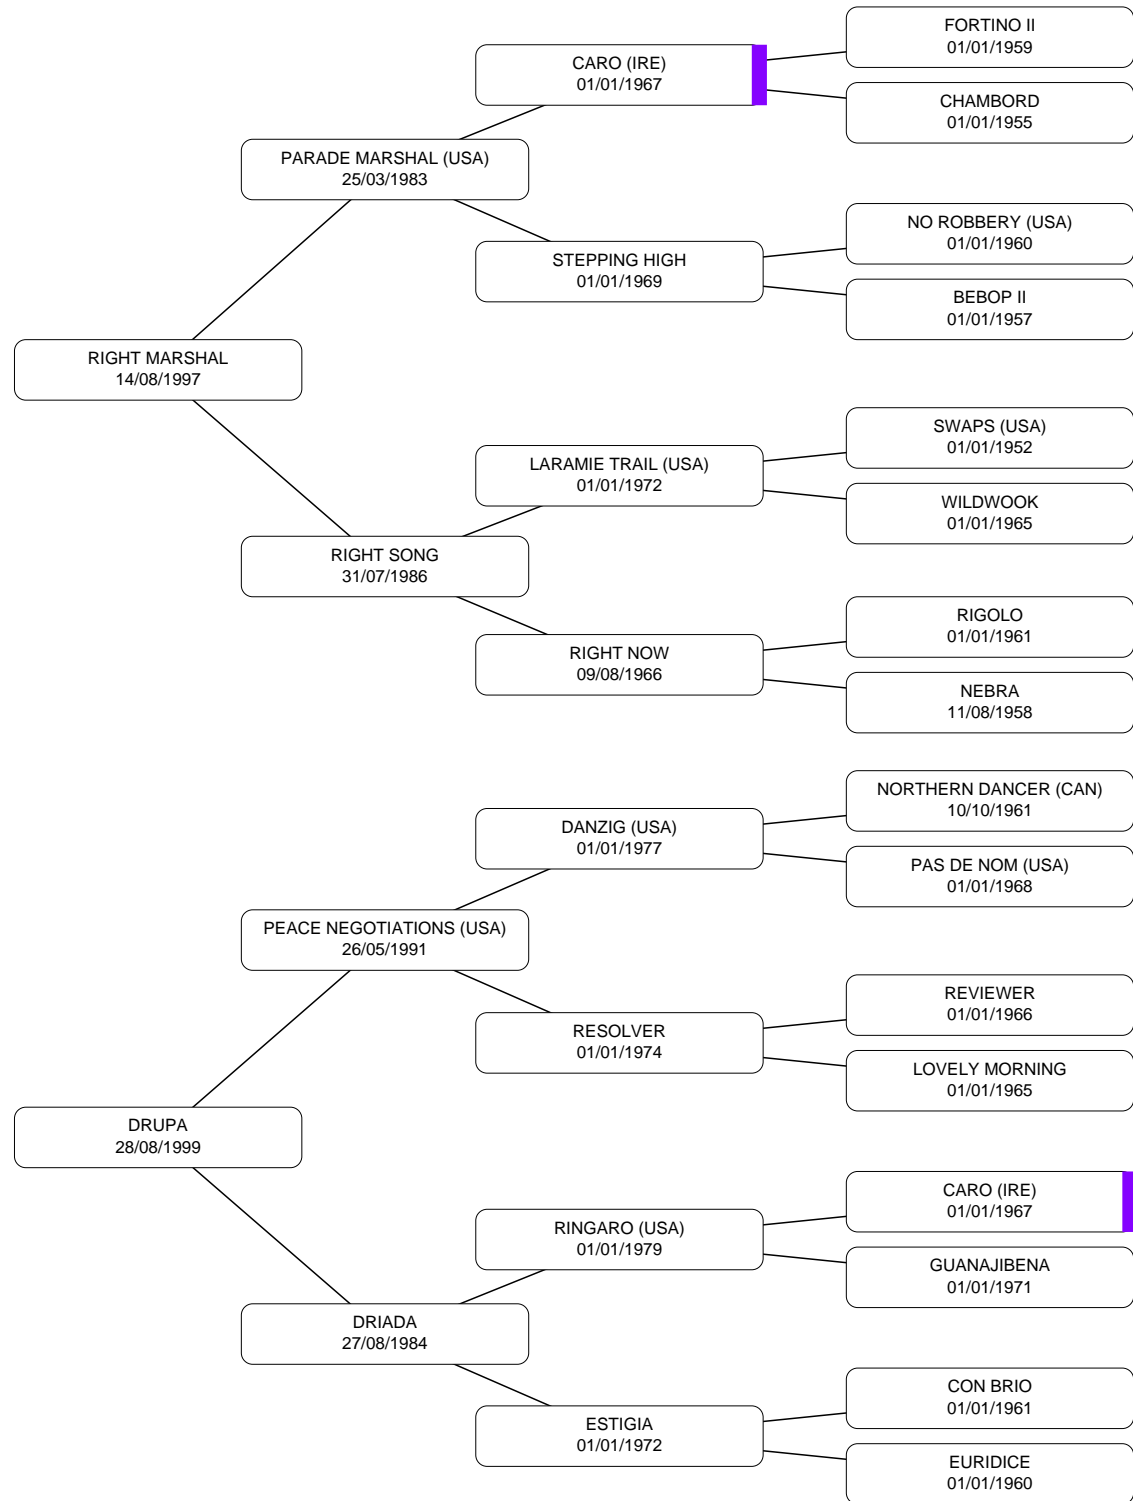 FORTINO II
01/01/1959
CARO (IRE)
01/01/1967
CHAMBORD
01/01/1955
PARADE MARSHAL (USA)
25/03/1983
NO ROBBERY (USA)
01/01/1960
STEPPING HIGH
01/01/1969
BEBOP II
01/01/1957
RIGHT MARSHAL
14/08/1997
SWAPS (USA)
01/01/1952
LARAMIE TRAIL (USA)
01/01/1972
WILDWOOK
01/01/1965
RIGHT SONG
31/07/1986
RIGOLO
01/01/1961
RIGHT NOW
09/08/1966
NEBRA
11/08/1958
NORTHERN DANCER (CAN)
10/10/1961
DANZIG (USA)
01/01/1977
PAS DE NOM (USA)
01/01/1968
PEACE NEGOTIATIONS (USA)
26/05/1991
REVIEWER
01/01/1966
RESOLVER
01/01/1974
LOVELY MORNING
01/01/1965
DRUPA
28/08/1999
CARO (IRE)
01/01/1967
RINGARO (USA)
01/01/1979
GUANAJIBENA
01/01/1971
DRIADA
27/08/1984
CON BRIO
01/01/1961
ESTIGIA
01/01/1972
EURIDICE
01/01/1960